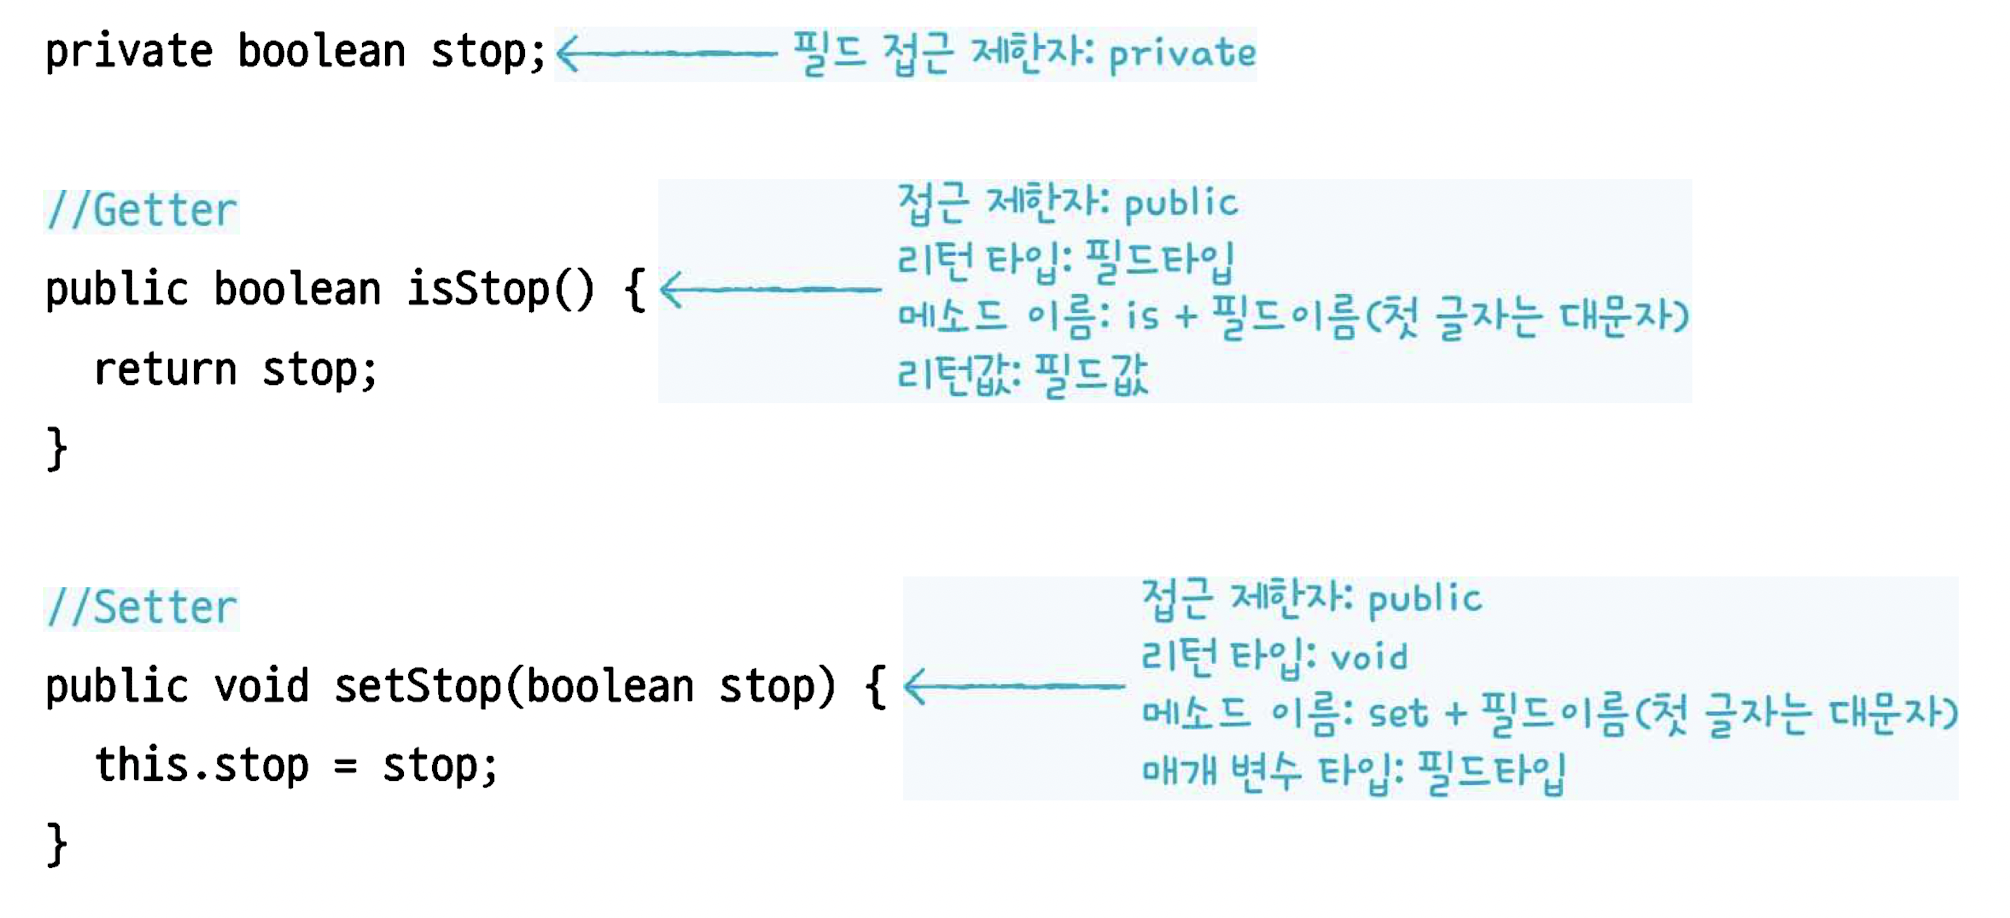 private boolean stop; 필드 접근 제한자: private
//Getter
public boolean isStop() {
return stop;
}
접근 제한자: public
리턴 타입: 필드타입
메소드 이름: is + 필드이름(첫 글자는 대문자)
리턴값: 필드값
//Setter
public void setStop(boolean stop) {
this.stop = stop;
}
접근 제한자: public
리턴 타입: void
메소드 이름: set + 필드이름(첫 글자는 대문자)
매개 변수 타입: 필드타입